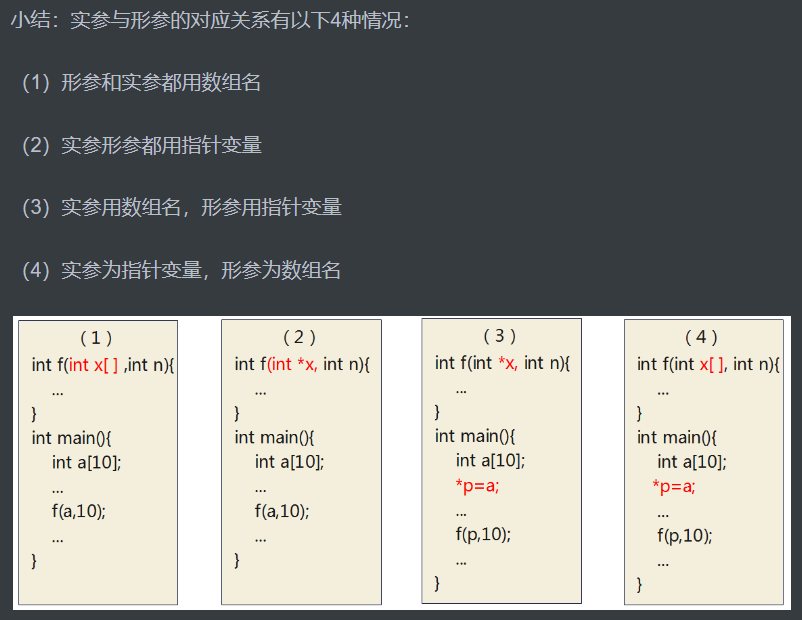 小结：实参与形参的对应关系有以下4种情况：
（1）形参和实参都用数组名
（2）实参形参都用指针变量
（3）实参用数组名，形参用指针变量
（4）实参为指针变量，形参为数组名
（1）
int f(int x[ ] ,int n){
...
}
int main(){
int a[10];
...
f(a,10);
...
}
（2）
int f(int *x, int n){
...
}
int main(){
int a[10];
...
f(a,10);
...
}
（3）
int f(int *x, int n){
...
}
int main(){
int a[10];
*p=a;
...
f(p,10);
...
}
（4）
int f(int x[ ], int n){
...
}
int main(){
int a[10];
*p=a;
...
f(p,10);
...
}